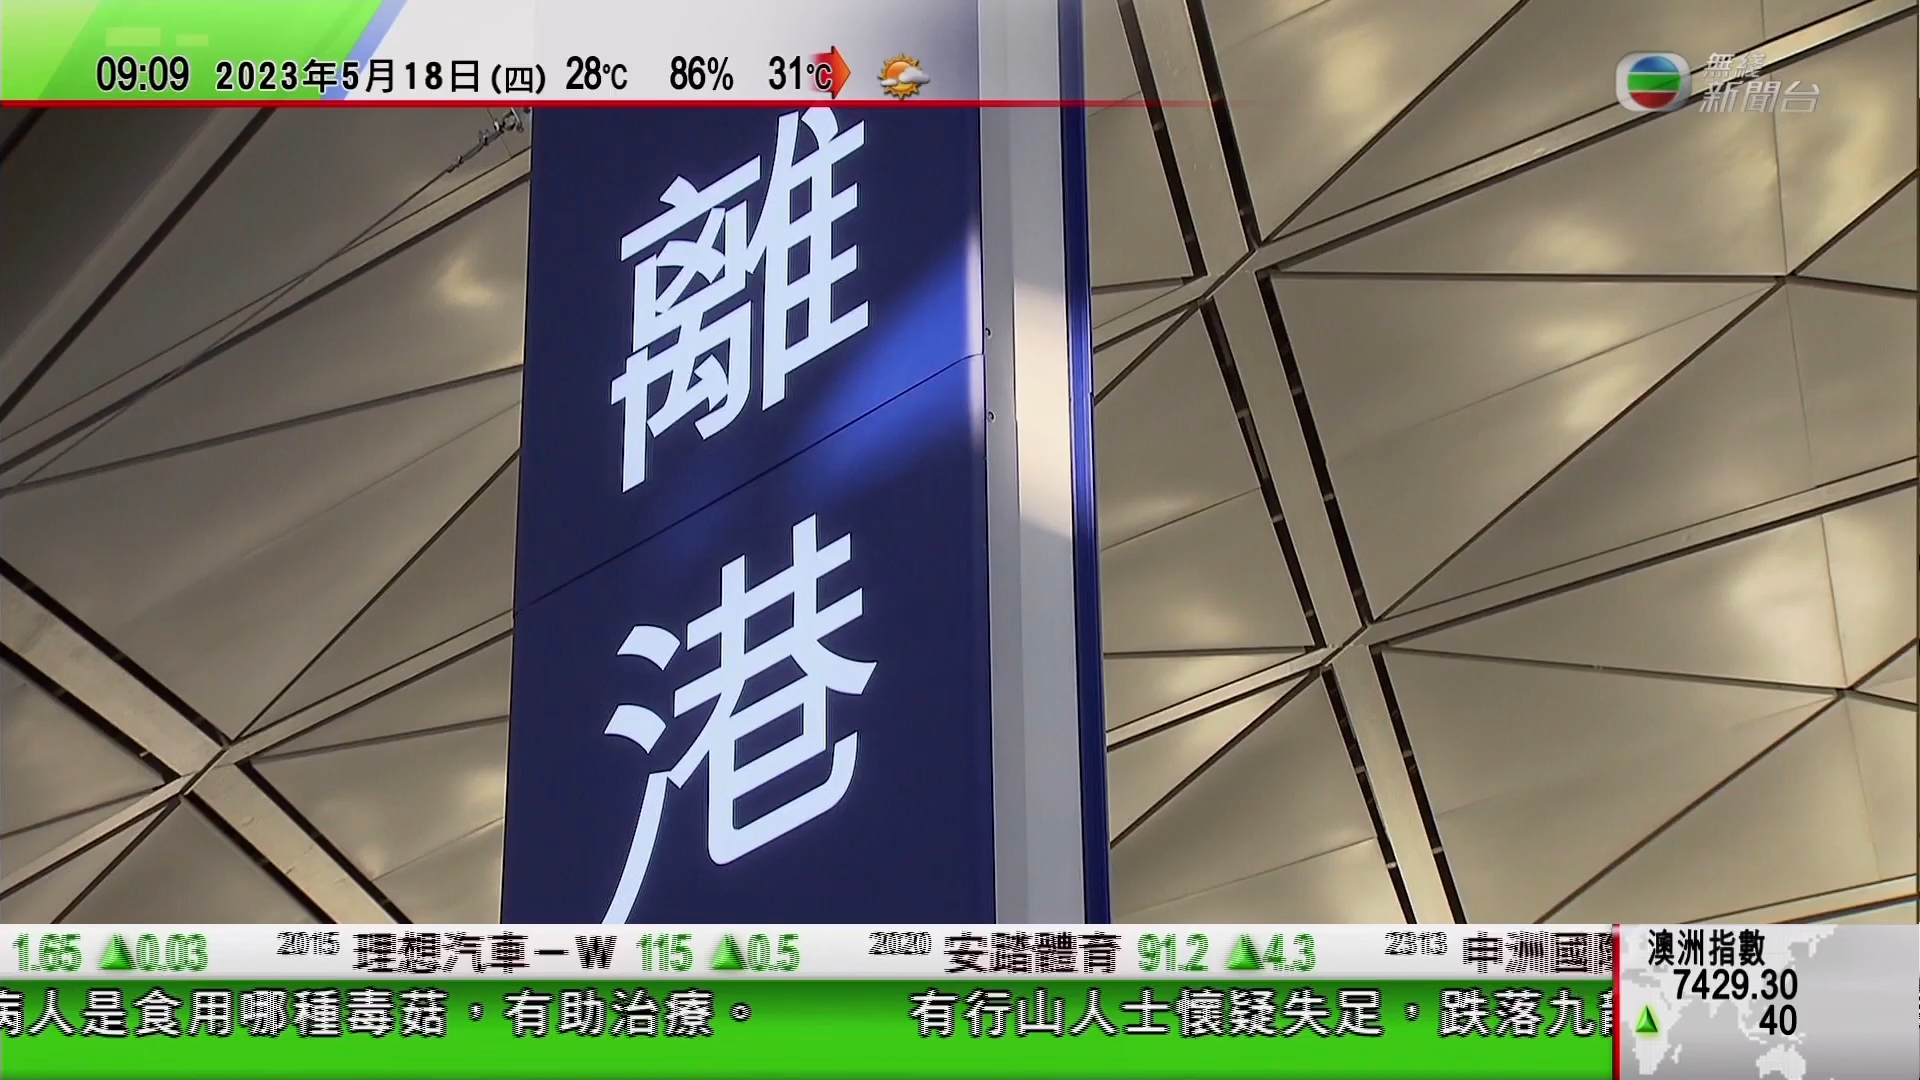 09:09 2023年5月18日(四) 28℃ 86% 31℃
無綫
新聞台
離
港
1.65 ▲0.03 2015 理想汽車－W 115 ▲0.5 2020 安踏體育 91.2 ▲4.3 2313 申洲國
病人是食用哪種毒菇，有助治療。 有行山人士懷疑失足，跌落九
澳洲指數
7429.30
▲ 40